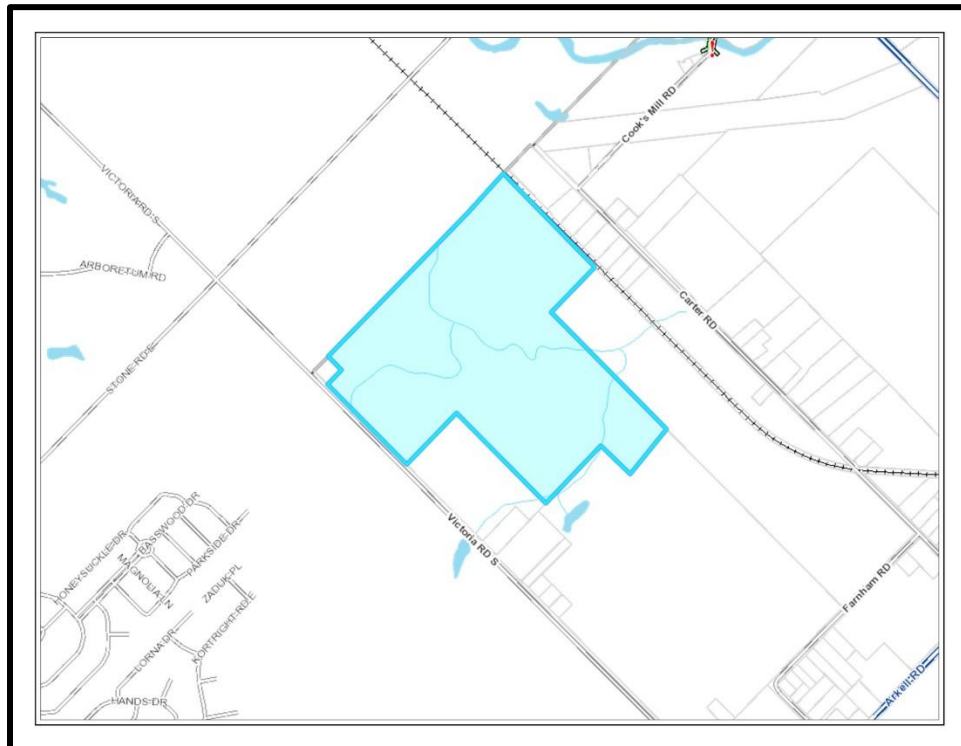 Cook's Mill RD
VICTORIA RD S
ARBORETUM RD
STONE RD E
Carter RD
Victoria RD S
Farnham RD
Arkell RD
HONEYSUCKLE DR
BASSWOOD DR
PARKSIDE DR
MAGNOLIA LN
ZADUK PL
KORTRIGHT RD E
LORNA DR
HANDS DR